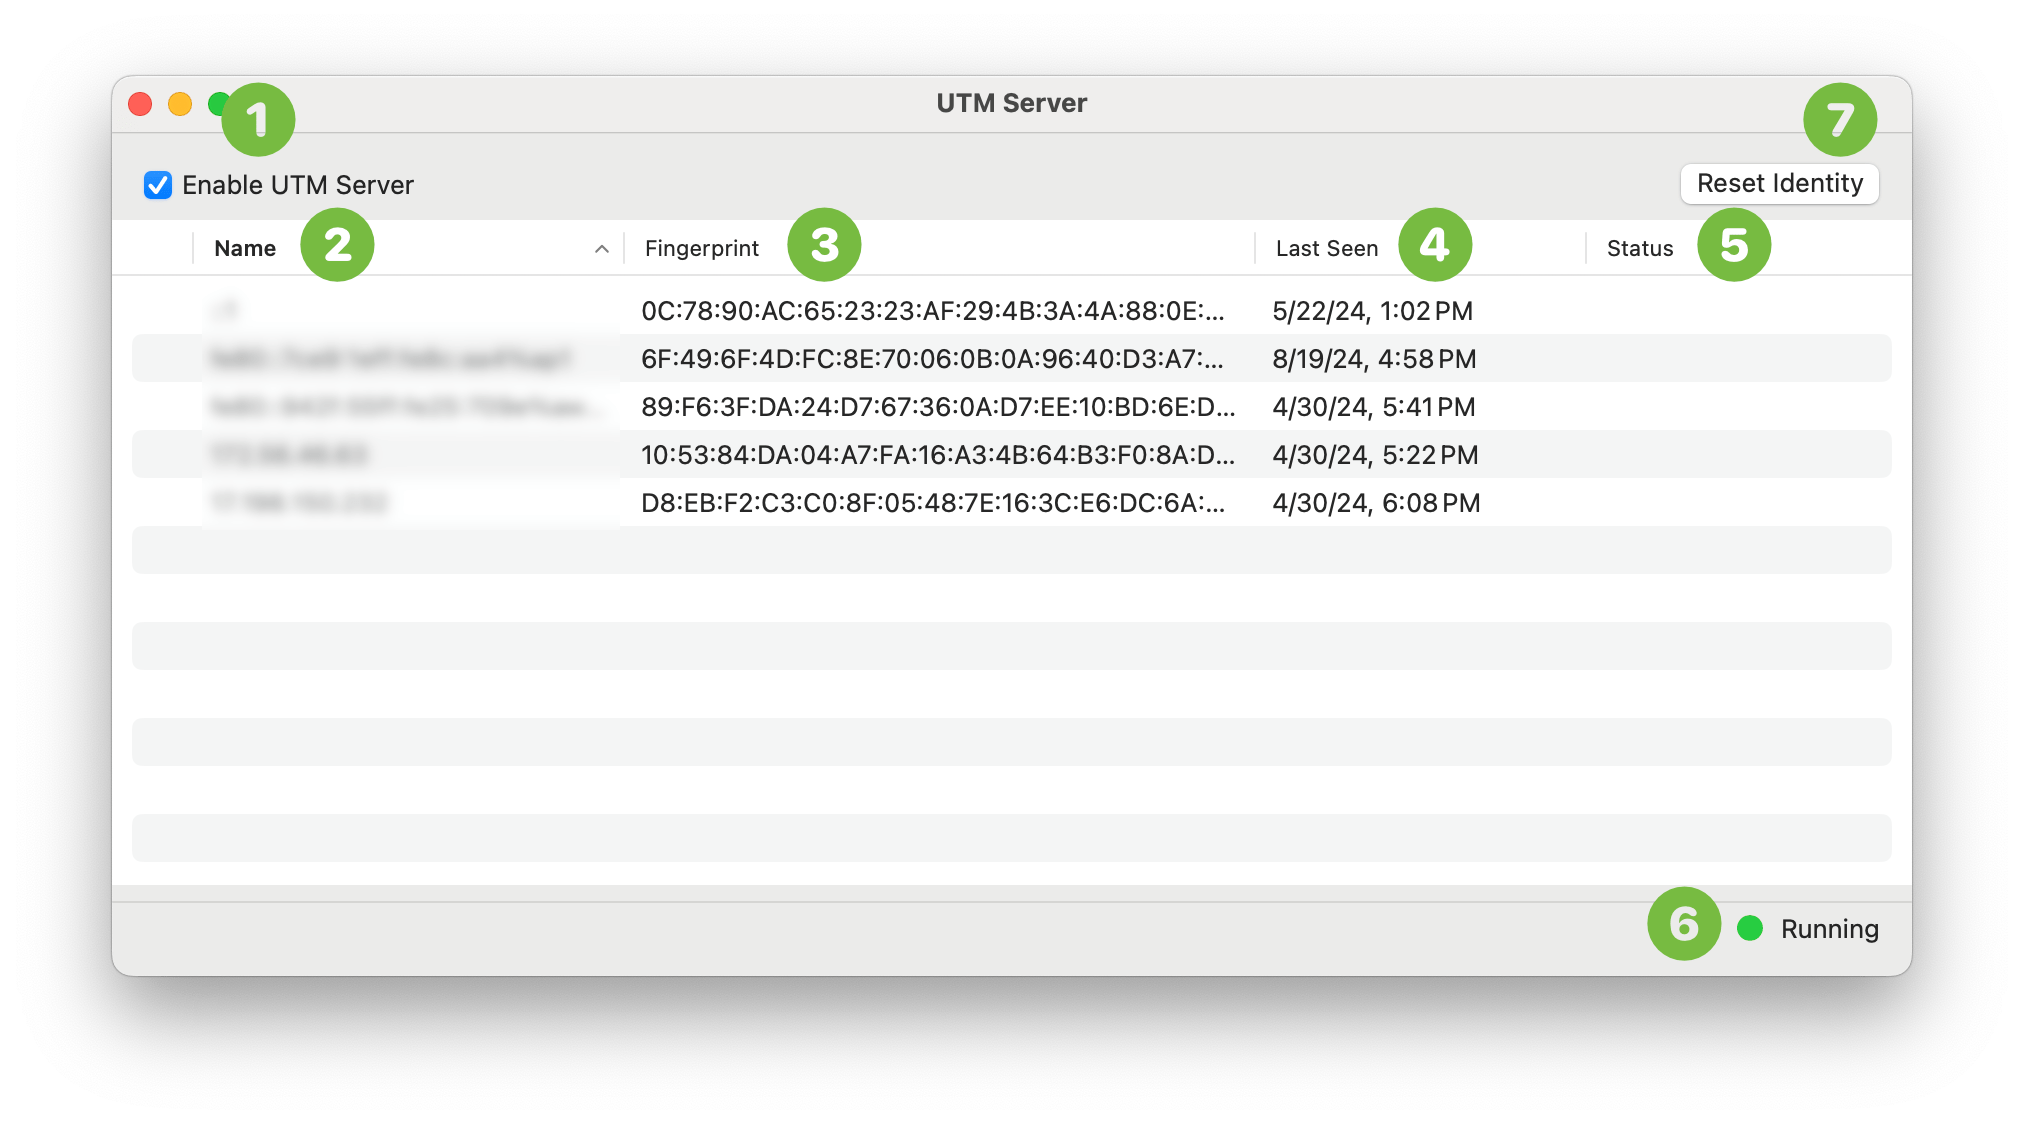 UTM Server
1
7
Enable UTM Server
Reset Identity
Name 2 Fingerprint 3 Last Seen 4 Status 5
0C:78:90:AC:65:23:23:AF:29:4B:3A:4A:88:0E:... 5/22/24, 1:02 PM
6F:49:6F:4D:FC:8E:70:06:0B:0A:96:40:D3:A7:... 8/19/24, 4:58 PM
89:F6:3F:DA:24:D7:67:36:0A:D7:EE:10:BD:6E:D... 4/30/24, 5:41 PM
10:53:84:DA:04:A7:FA:16:A3:4B:64:B3:F0:8A:D... 4/30/24, 5:22 PM
D8:EB:F2:C3:C0:8F:05:48:7E:16:3C:E6:DC:6A:... 4/30/24, 6:08 PM
6 Running